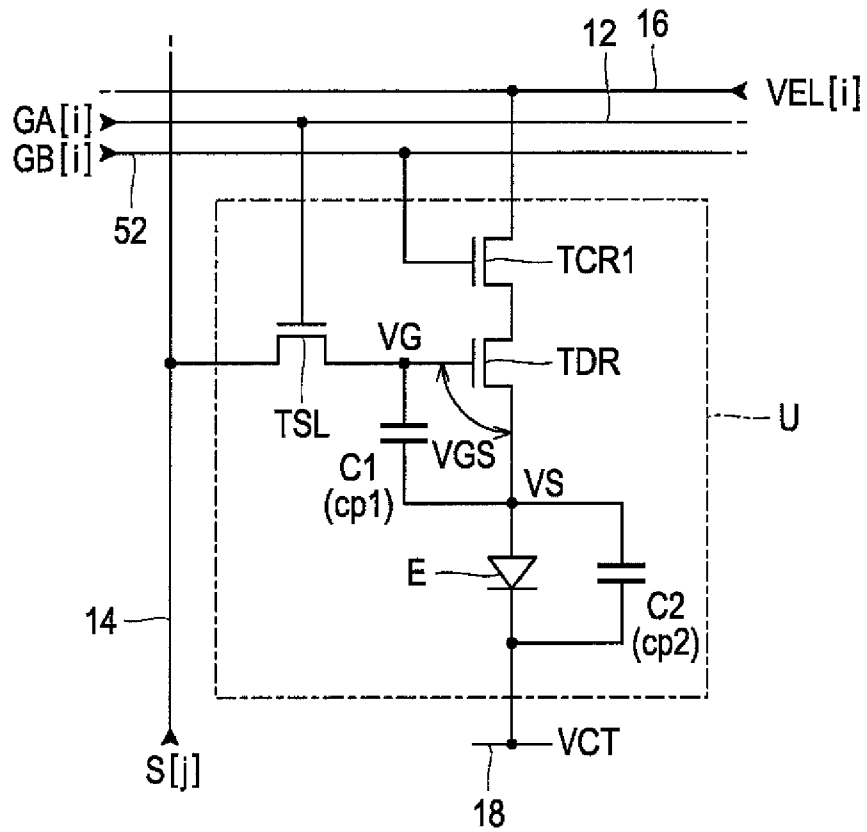 16
12
VEL[i]
GA[i]
GB[i]
52
TCR1
VG
TDR
TSL
U
VGS
C1
(cp1)
VS
E
C2
(cp2)
14
VCT
S[j]
18